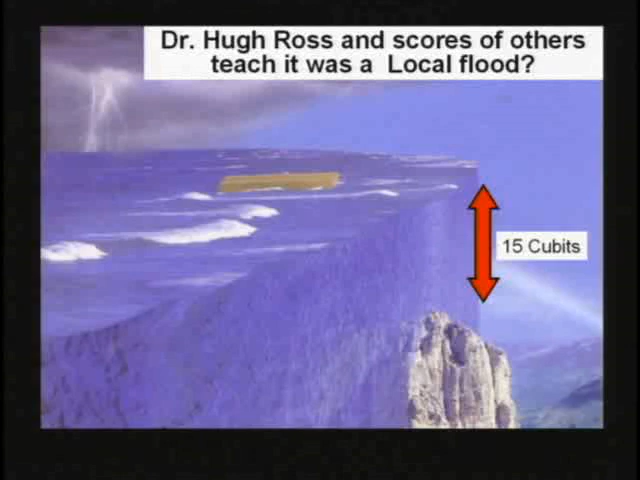 Dr. Hugh Ross and scores of others
teach it was a Local flood?
15 Cubits